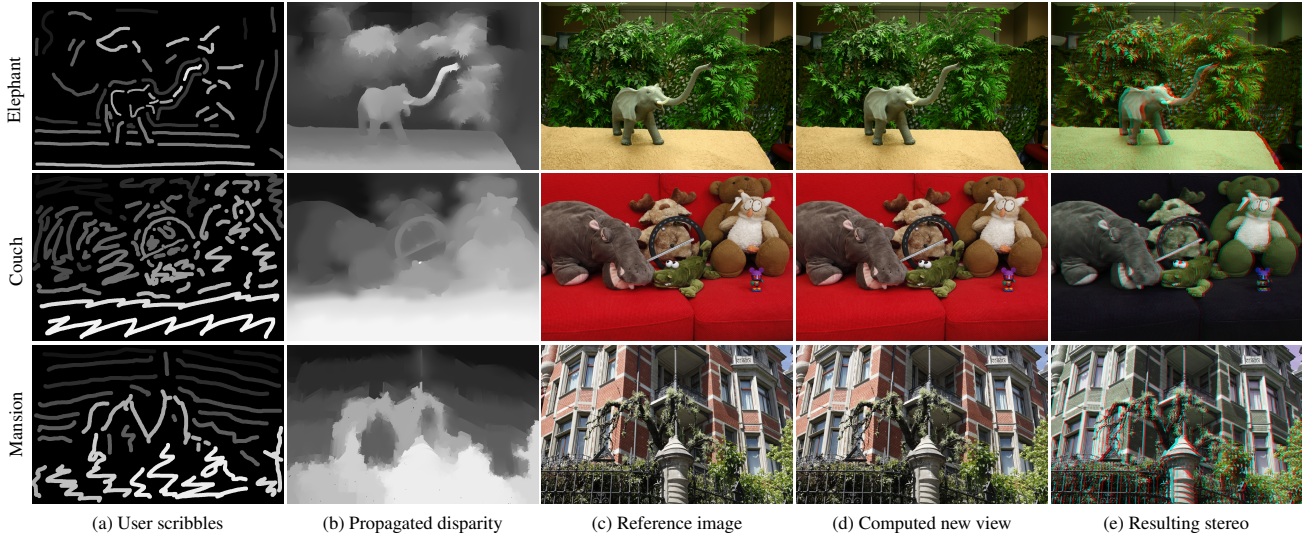 Elephant
Couch
Mansion
(a) User scribbles
(b) Propagated disparity
(c) Reference image
(d) Computed new view
(e) Resulting stereo